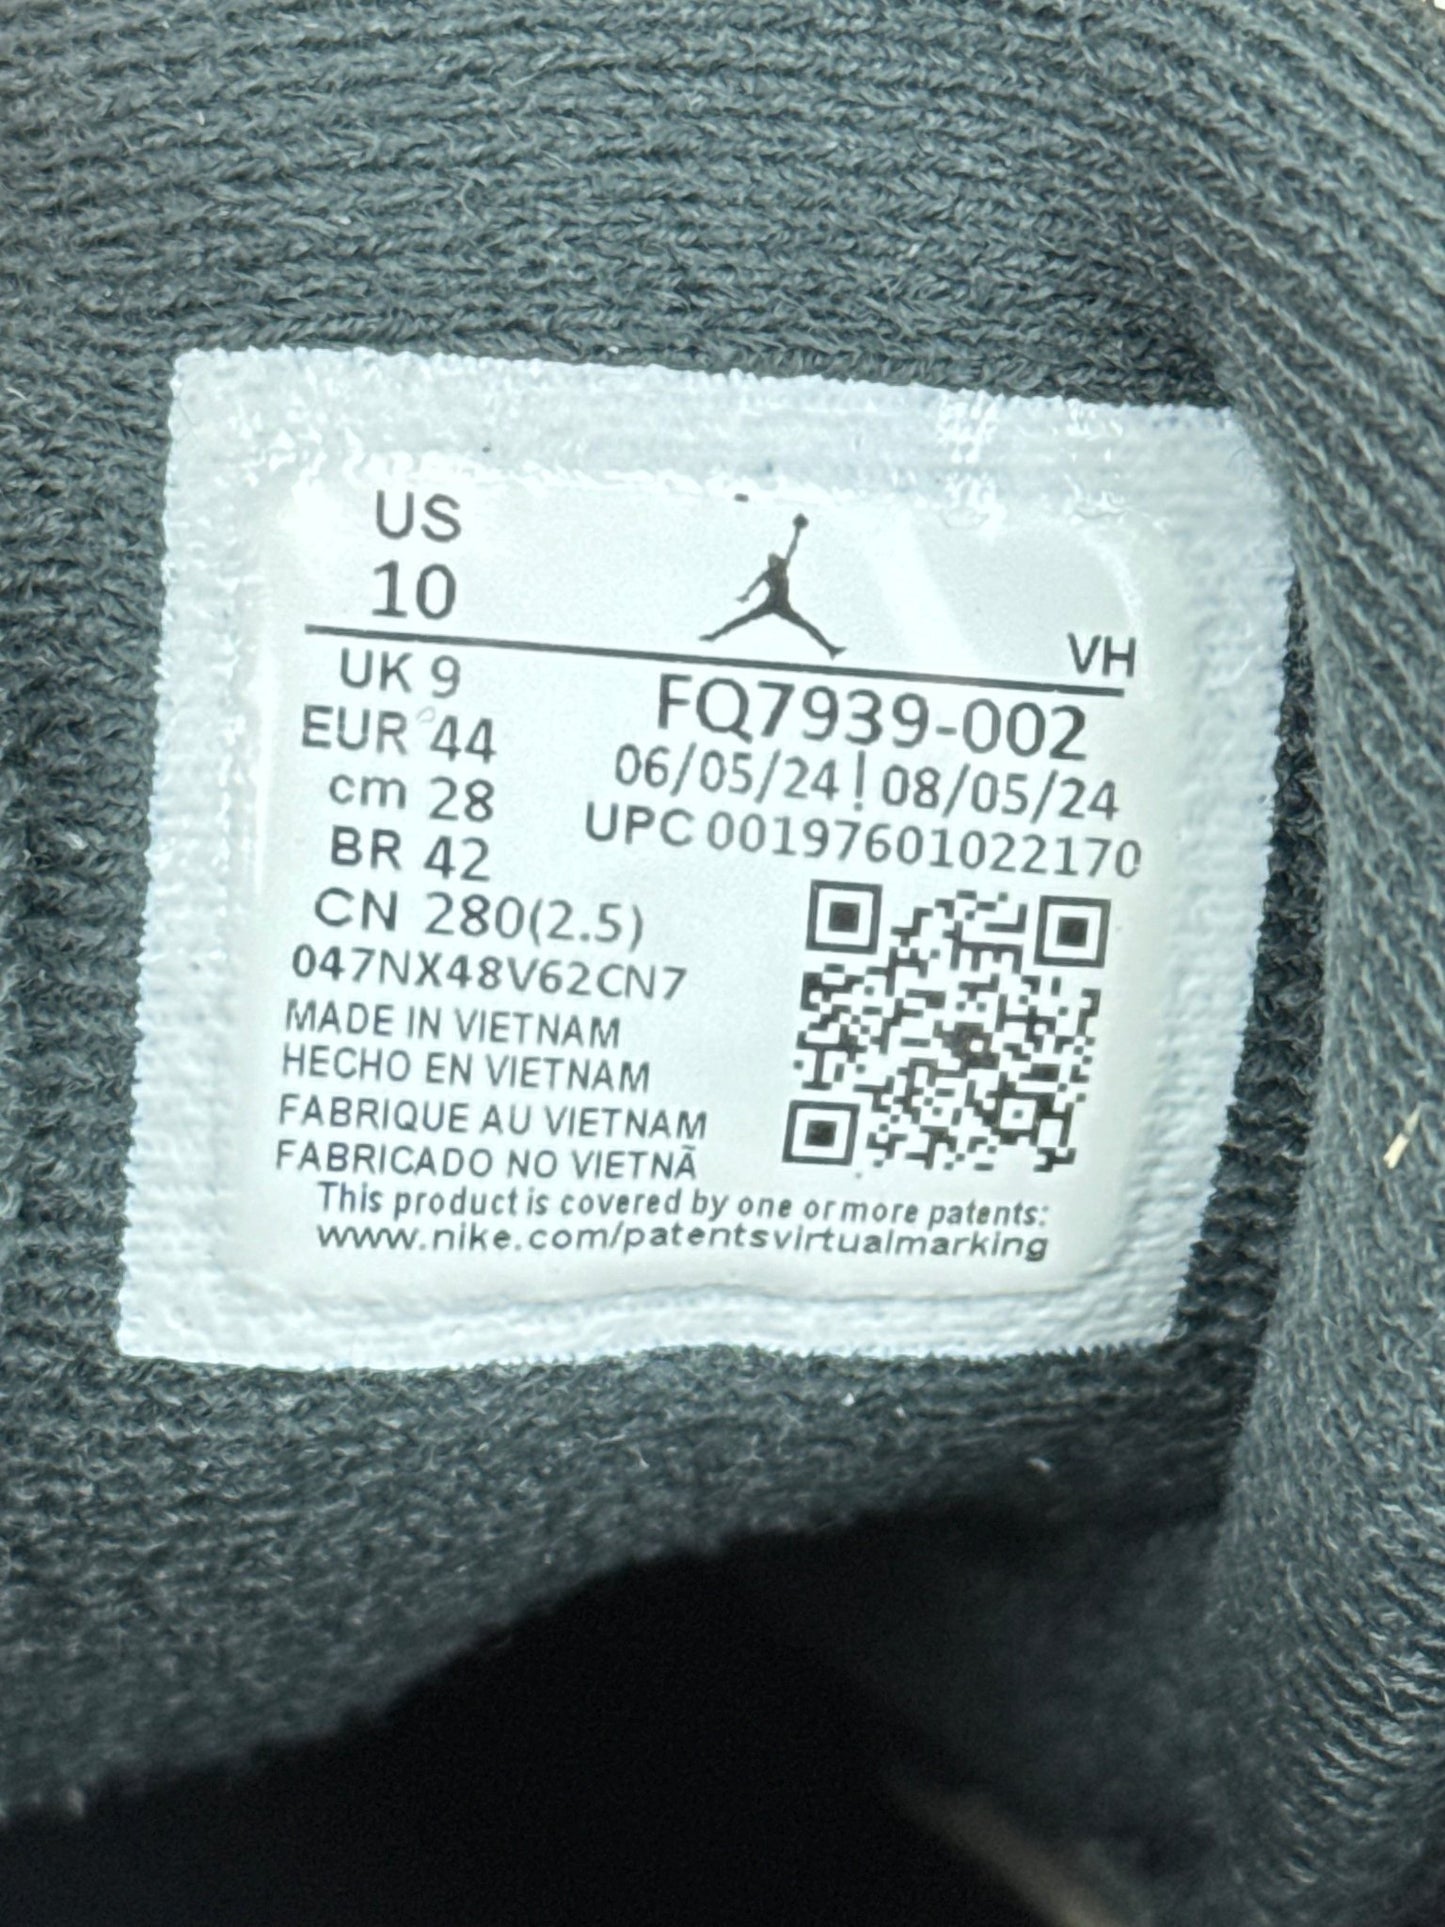 US
10
VH
UK 9
EUR 44
cm 28
BR 42
CN 280(2.5)
FQ7939-002
06/05/24 | 08/05/24
UPC 00197601022170
047NX48V62CN7
MADE IN VIETNAM
HECHO EN VIETNAM
FABRIQUE AU VIETNAM
FABRICADO NO VIETNÃ
This product is covered by one or more patents:
www.nike.com/patentsvirtualmarking